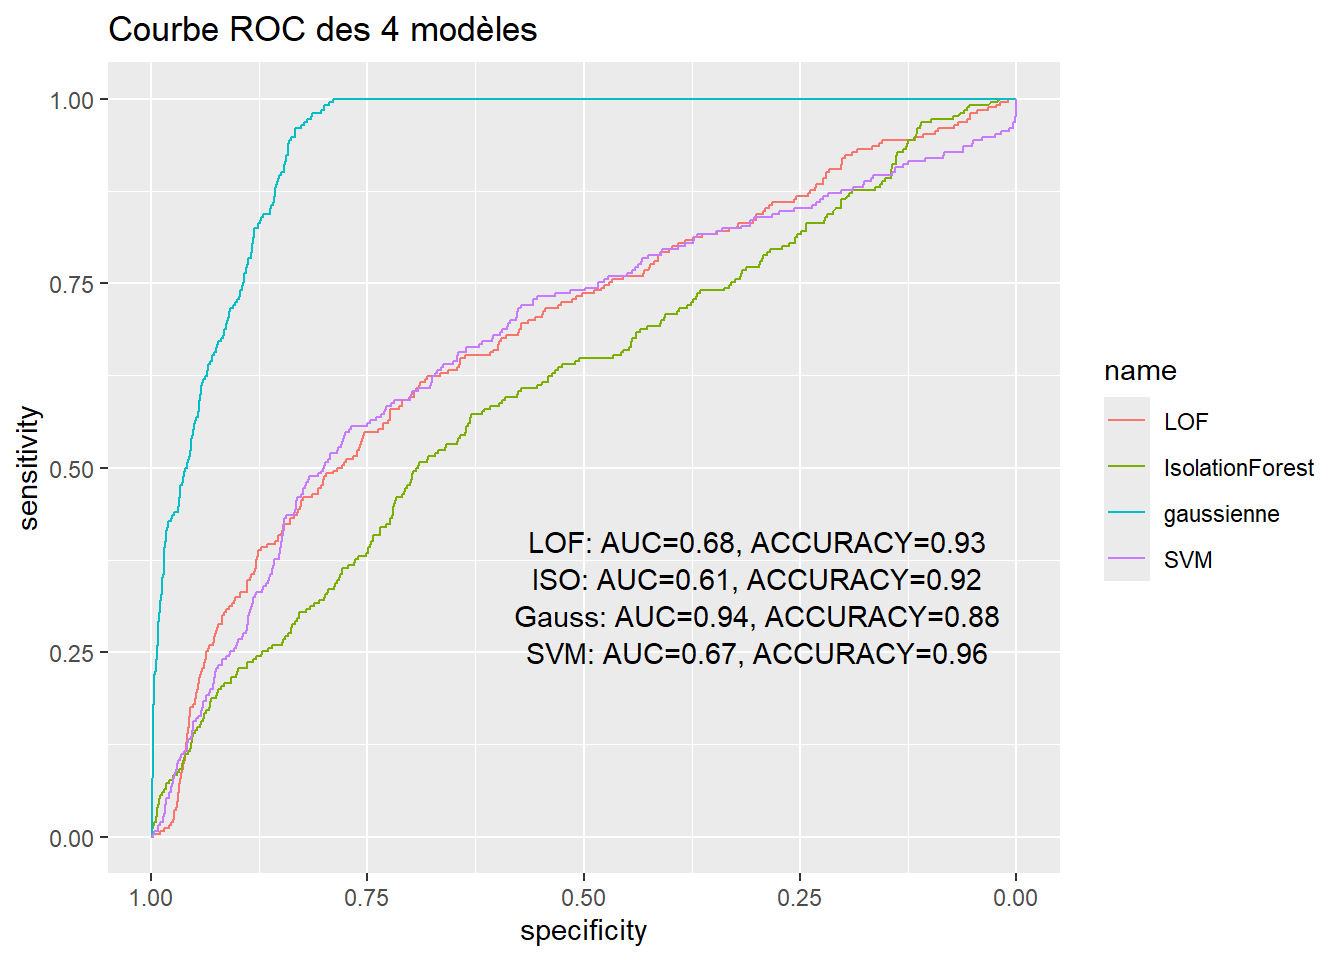 Courbe ROC des 4 modèles
1.00
0.75
0.50
0.25
0.00
sensitivity
LOF: AUC=0.68, ACCURACY=0.93
ISO: AUC=0.61, ACCURACY=0.92
Gauss: AUC=0.94, ACCURACY=0.88
SVM: AUC=0.67, ACCURACY=0.96
1.00 0.75 0.50 0.25 0.00
specificity
name
LOF
IsolationForest
gaussienne
SVM